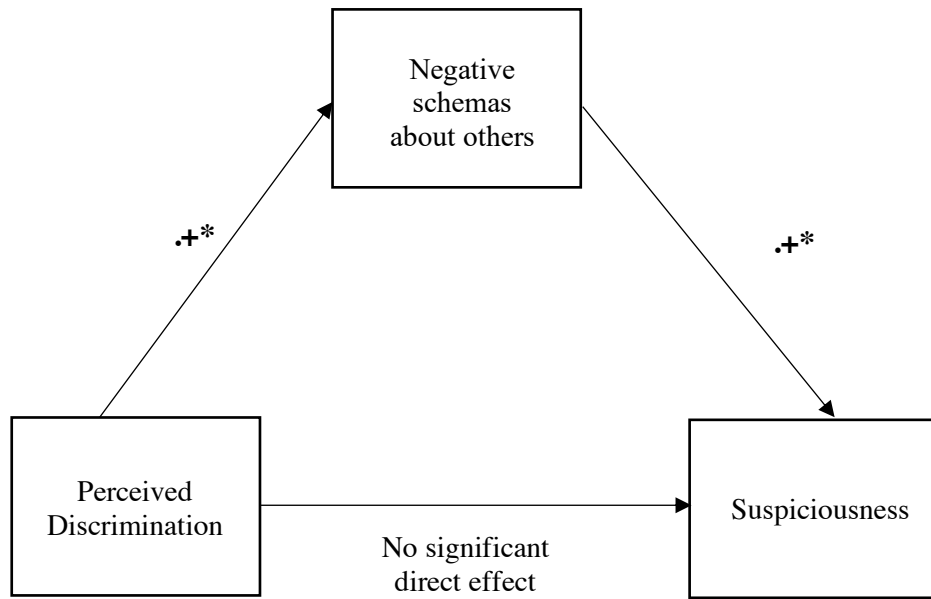 Negative
schemas
about others
.+*
.+*
Perceived
Discrimination
Suspiciousness
No significant
direct effect